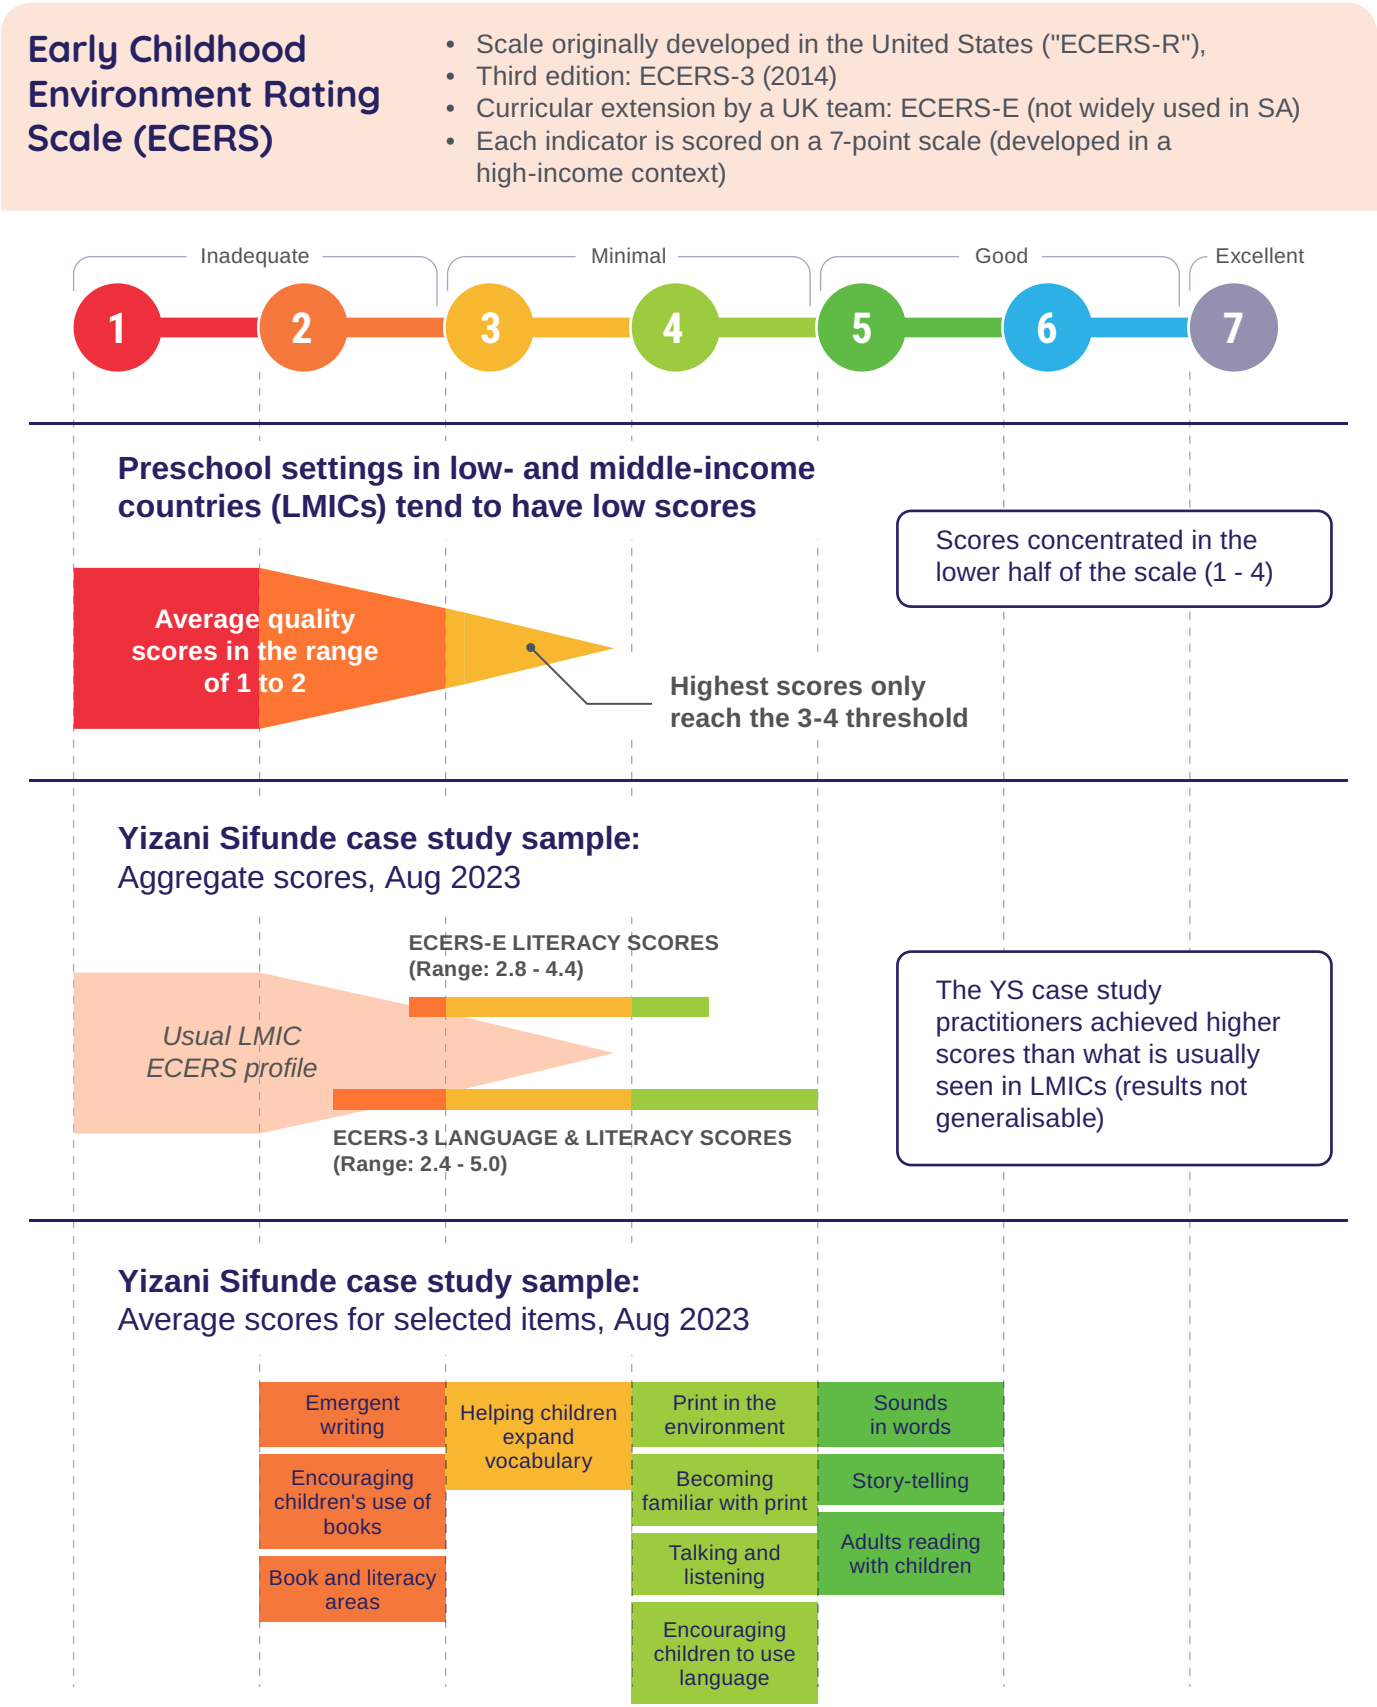 Early Childhood
Environment Rating
Scale (ECERS)
• Scale originally developed in the United States ("ECERS-R"),
• Third edition: ECERS-3 (2014)
• Curricular extension by a UK team: ECERS-E (not widely used in SA)
• Each indicator is scored on a 7-point scale (developed in a
high-income context)
Inadequate Minimal Good Excellent
1 2 3 4 5 6 7
Preschool settings in low- and middle-income
countries (LMICs) tend to have low scores
Scores concentrated in the
lower half of the scale (1 - 4)
Average quality
scores in the range
of 1 to 2
Highest scores only
reach the 3-4 threshold
Yizani Sifunde case study sample:
Aggregate scores, Aug 2023
ECERS-E LITERACY SCORES
(Range: 2.8 - 4.4)
Usual LMIC
ECERS profile
ECERS-3 LANGUAGE & LITERACY SCORES
(Range: 2.4 - 5.0)
The YS case study
practitioners achieved higher
scores than what is usually
seen in LMICs (results not
generalisable)
Yizani Sifunde case study sample:
Average scores for selected items, Aug 2023
Emergent
writing
Encouraging
children's use of
books
Book and literacy
areas
Helping children
expand
vocabulary
Print in the
environment
Becoming
familiar with print
Talking and
listening
Encouraging
children to use
language
Sounds
in words
Story-telling
Adults reading
with children